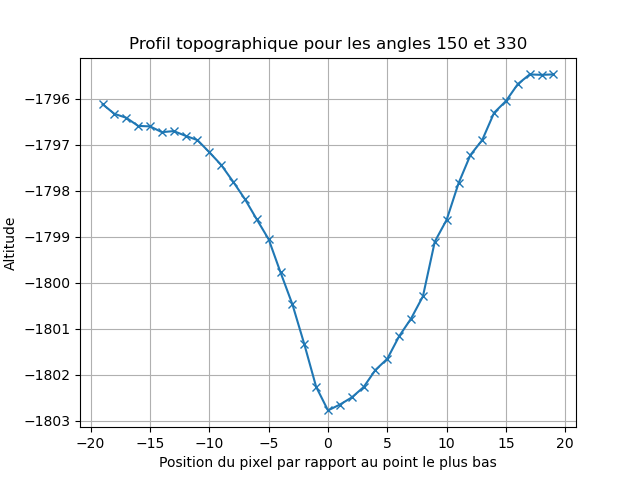 Profil topographique pour les angles 150 et 330
−1796
−1797
−1798
−1799
−1800
−1801
−1802
−1803
Altitude
−20 −15 −10 −5 0 5 10 15 20
Position du pixel par rapport au point le plus bas